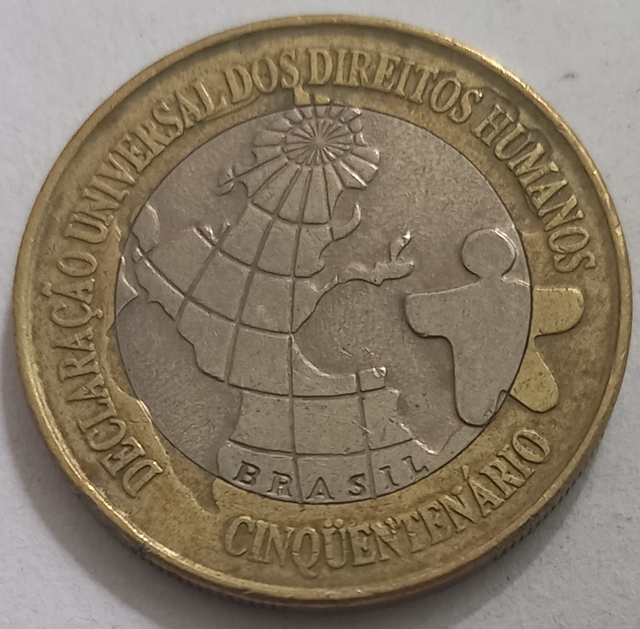 DECLARAÇÃO UNIVERSAL DOS DIREITOS HUMANOS
BRASIL
CINQÜENTENÁRIO